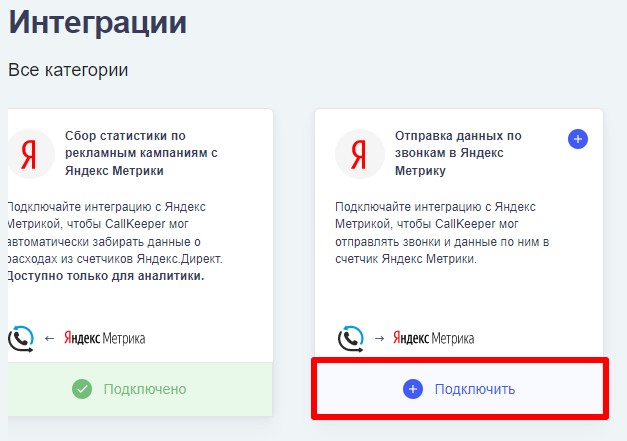 Интеграции
Все категории
Я
Сбор статистики по
рекламным кампаниям с
Яндекс Метрики
Подключайте интеграцию с Яндекс
Метрикой, чтобы CallKeeper мог
автоматически забирать данные о
расходах из счетчиков Яндекс.Директ.
Доступно только для аналитики.
← Яндекс Метрика
Подключено
Я
Отправка данных по
звонкам в Яндекс
Метрику
Подключайте интеграцию с Яндекс
Метрикой, чтобы CallKeeper мог
отправлять звонки и данные по ним в
счетчик Яндекс Метрики.
→ Яндекс Метрика
Подключить